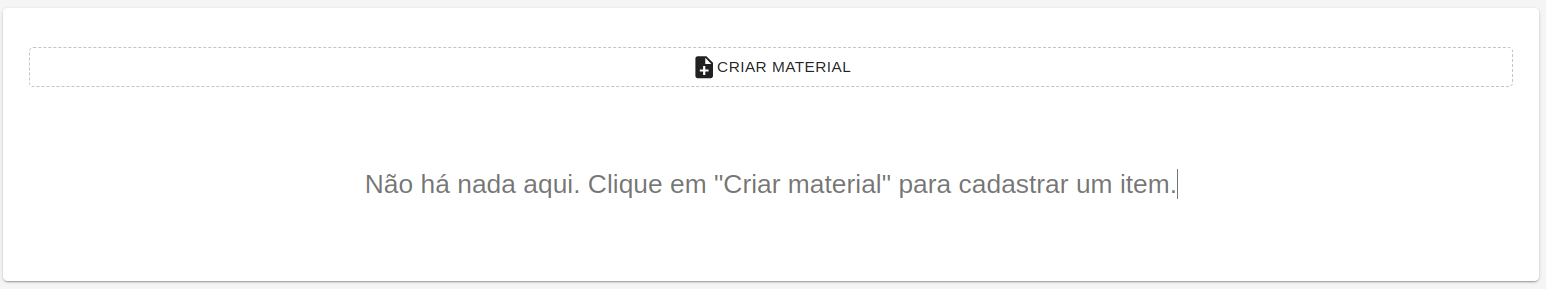 CRIAR MATERIAL
Não há nada aqui. Clique em "Criar material" para cadastrar um item.